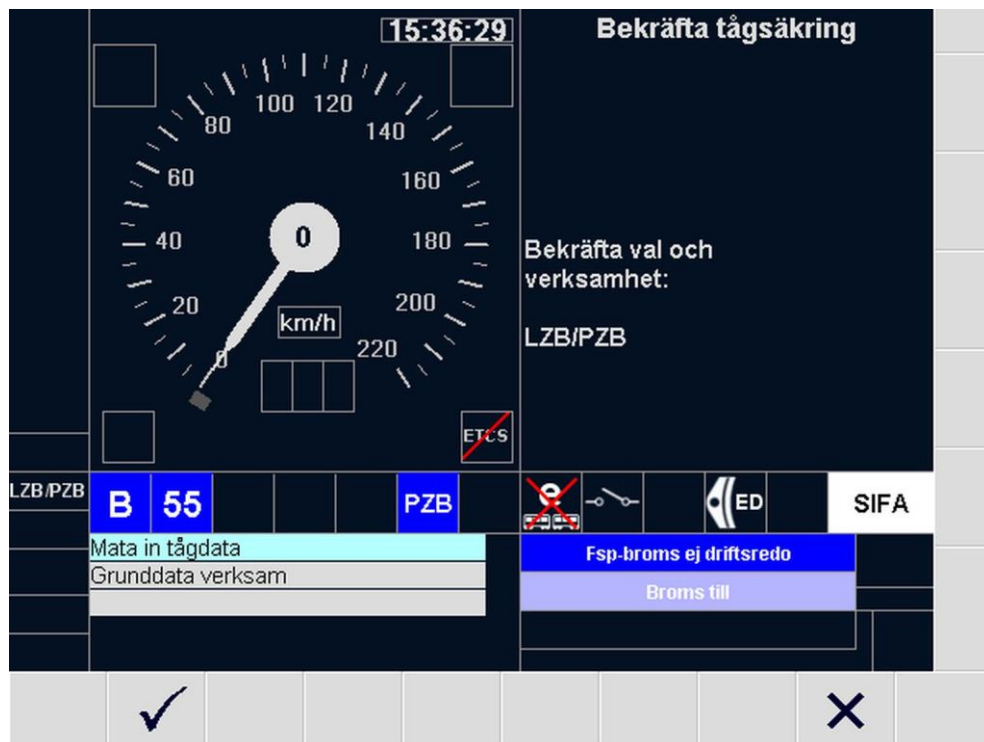 15:36:29
Bekräfta tågsäkring
100 120
80
140
60
160
40
0
180
20
200
km/h
0
220
Bekräfta val och
verksamhet:
LZB/PZB
ETCS
LZB/PZB
B 55
PZB
e
ED
SIFA
Mata in tågdata
Grunddata verksam
Fsp-broms ej driftsredo
Broms till